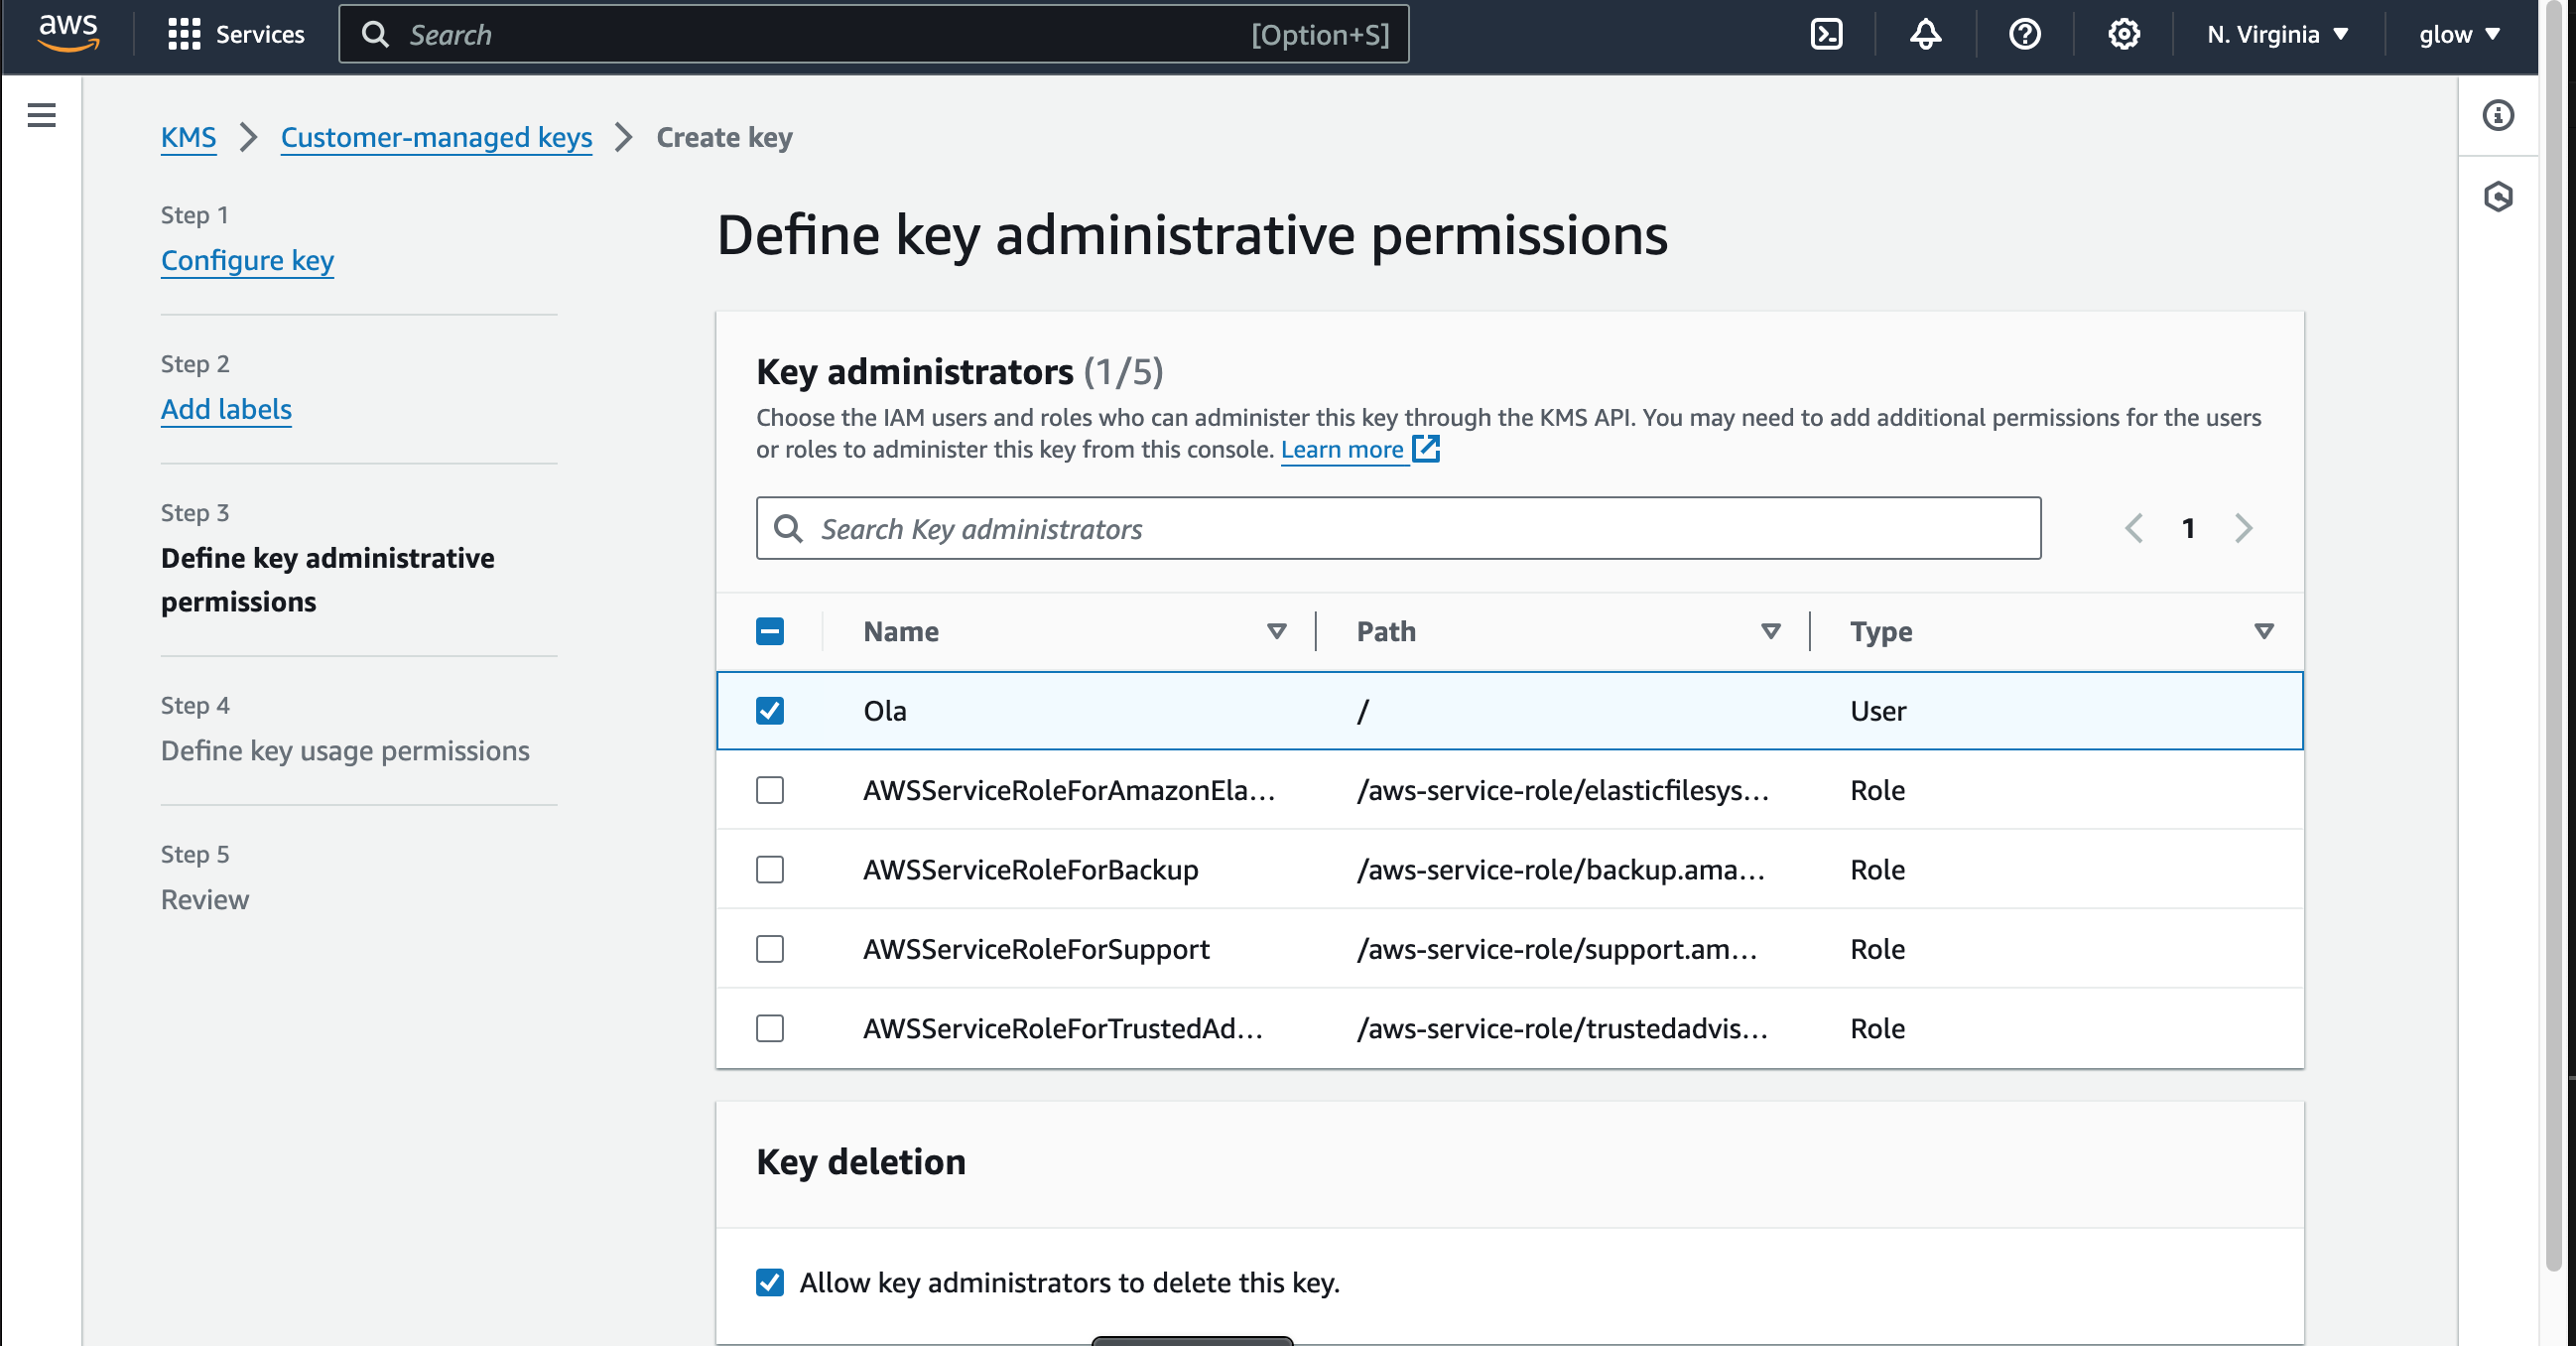 aws
Services
Search
[Option+S]
N. Virginia
glow
KMS
Customer-managed keys
Create key
Step 1
Configure key
Step 2
Add labels
Step 3
Define key administrative
permissions
Step 4
Define key usage permissions
Step 5
Review
Define key administrative permissions
Key administrators (1/5)
Choose the IAM users and roles who can administer this key through the KMS API. You may need to add additional permissions for the users
or roles to administer this key from this console. Learn more
Search Key administrators
1
Name Path Type
Ola / User
AWSServiceRoleForAmazonEla... /aws-service-role/elasticfilesys... Role
AWSServiceRoleForBackup /aws-service-role/backup.ama... Role
AWSServiceRoleForSupport /aws-service-role/support.am... Role
AWSServiceRoleForTrustedAd... /aws-service-role/trustedadvis... Role
Key deletion
Allow key administrators to delete this key.